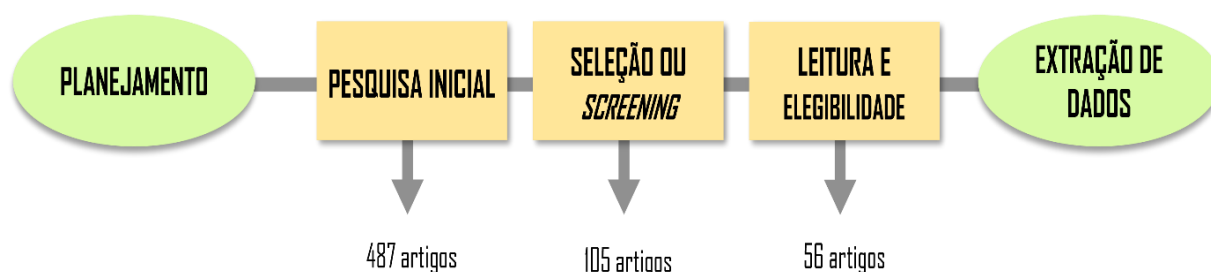 PLANEJAMENTO
PESQUISA INICIAL
SELEÇÃO OU
SCREENING
LEITURA E
ELEGIBILIDADE
EXTRAÇÃO DE
DADOS
487 artigos
105 artigos
56 artigos